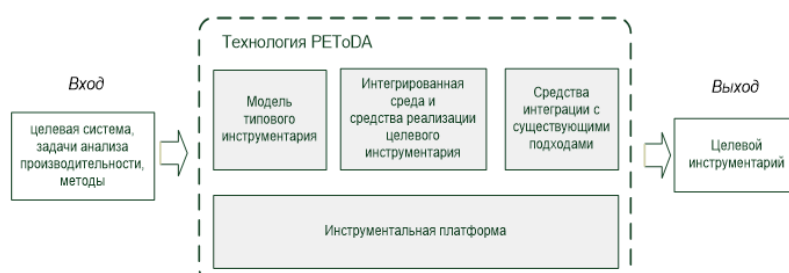 Технология PEToDA
Вход
целевая система,
задачи анализа
производительности,
методы
Модель
типового
инструментария
Интегрированная
среда и
средства реализации
целевого
инструментария
Средства
интеграции с
существующими
подходами
Инструментальная платформа
Выход
Целевой
инструментарий